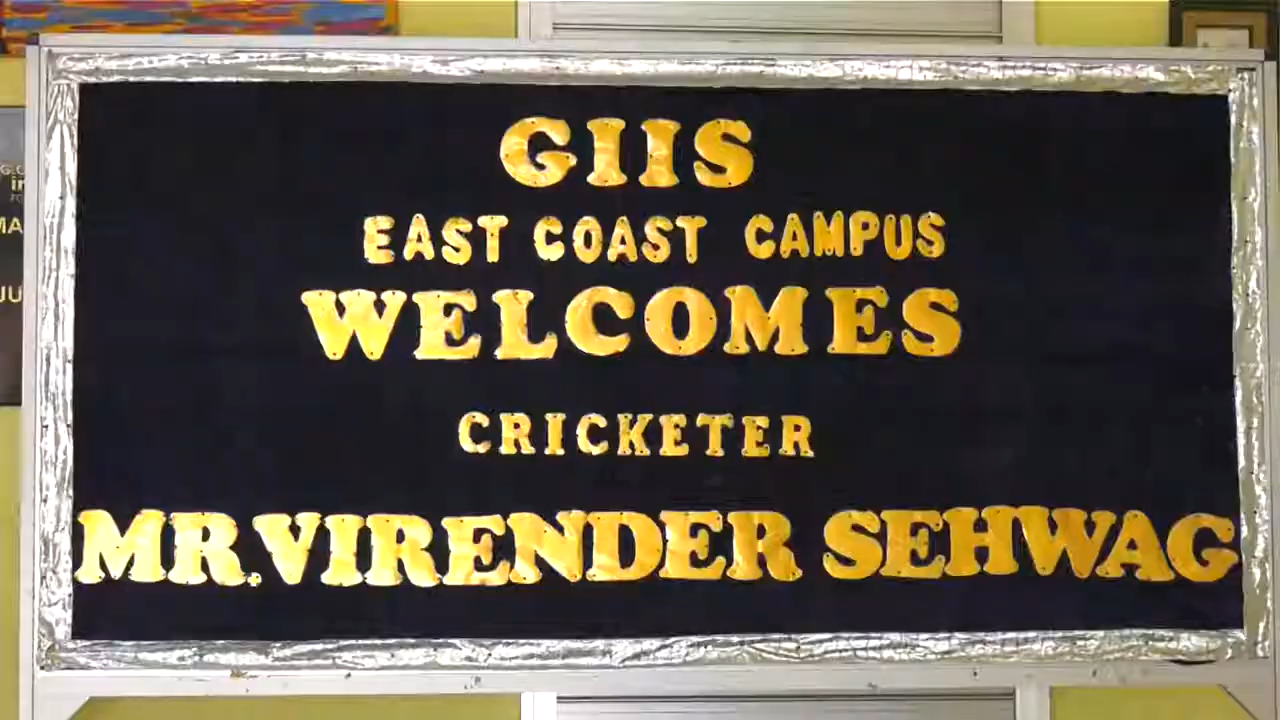 GIIS
EAST COAST CAMPUS
WELCOMES
CRICKETER
MR.VIRENDER SEHWAG